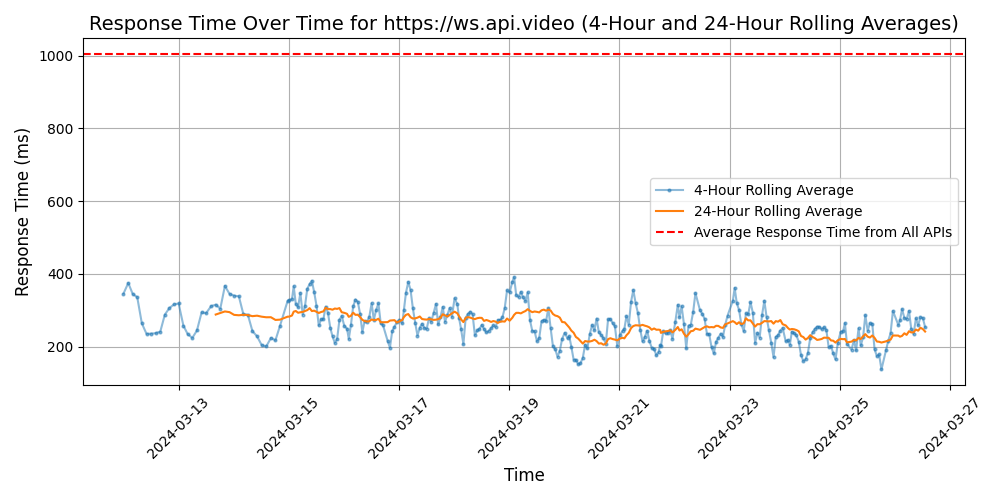 Response Time Over Time for https://ws.api.video (4-Hour and 24-Hour Rolling Averages)
Response Time (ms)
1000
800
600
400
200
4-Hour Rolling Average
24-Hour Rolling Average
Average Response Time from All APIs
2024-03-13
2024-03-15
2024-03-17
2024-03-19
2024-03-21
2024-03-23
2024-03-25
2024-03-27
Time